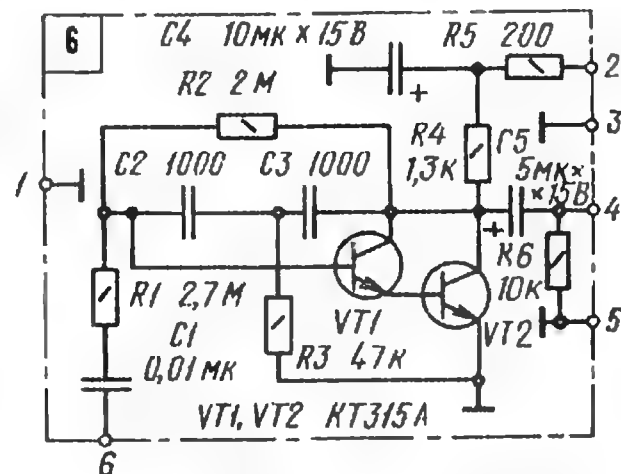 6
C4 10мк × 15В
R5 200
2
R2 2М
3
R4 1,3к
C5 5мк× ×15В
C2 1000
C3 1000
1
4
R1 2,7М
R6 10к
VT1
VT2
C1 0,01мк
R3 47к
5
VT1, VT2 КТ315А
6